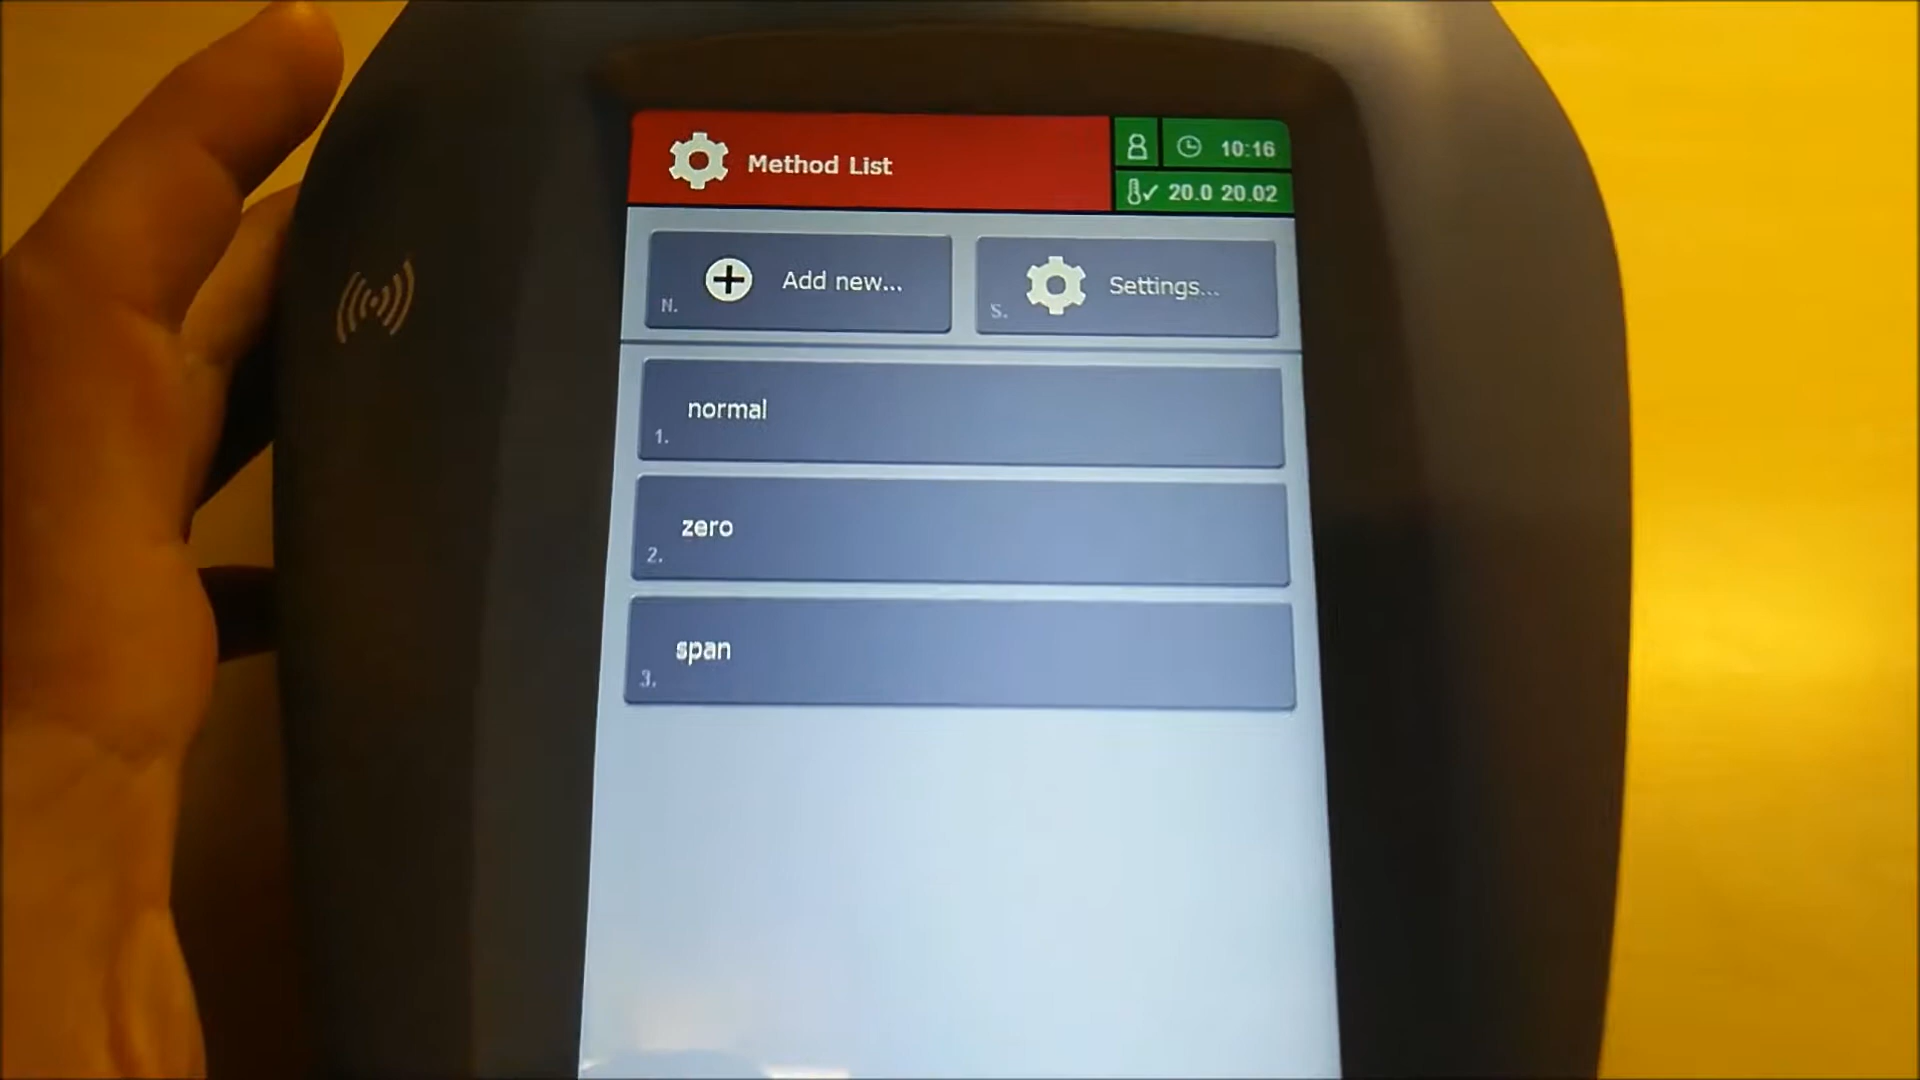 Method List
10:16
20.0 20.02
Add new...
N.
Settings...
S.
normal
1.
zero
2.
span
3.